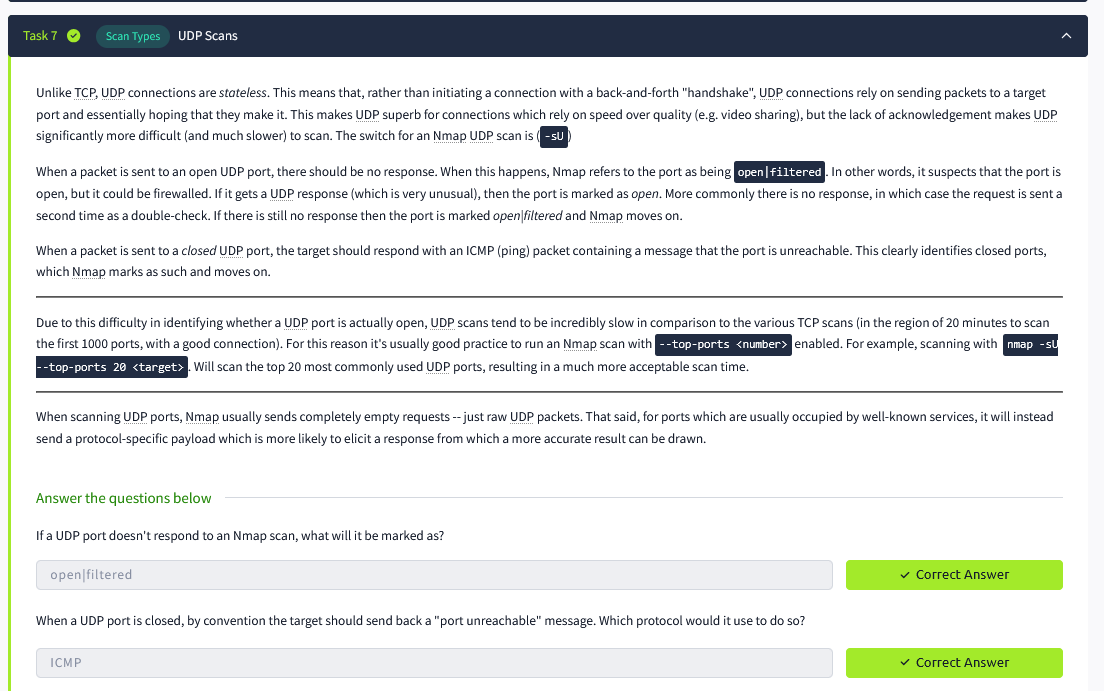 Task 7 Scan Types UDP Scans
Unlike TCP, UDP connections are stateless. This means that, rather than initiating a connection with a back-and-forth "handshake", UDP connections rely on sending packets to a target
port and essentially hoping that they make it. This makes UDP superb for connections which rely on speed over quality (e.g. video sharing), but the lack of acknowledgement makes UDP
significantly more difficult (and much slower) to scan. The switch for an Nmap UDP scan is (-sU)
When a packet is sent to an open UDP port, there should be no response. When this happens, Nmap refers to the port as being open|filtered. In other words, it suspects that the port is
open, but it could be firewalled. If it gets a UDP response (which is very unusual), then the port is marked as open. More commonly there is no response, in which case the request is sent a
second time as a double-check. If there is still no response then the port is marked open|filtered and Nmap moves on.
When a packet is sent to a closed UDP port, the target should respond with an ICMP (ping) packet containing a message that the port is unreachable. This clearly identifies closed ports,
which Nmap marks as such and moves on.
Due to this difficulty in identifying whether a UDP port is actually open, UDP scans tend to be incredibly slow in comparison to the various TCP scans (in the region of 20 minutes to scan
the first 1000 ports, with a good connection). For this reason it's usually good practice to run an Nmap scan with --top-ports <number> enabled. For example, scanning with nmap -sU
--top-ports 20 <target>. Will scan the top 20 most commonly used UDP ports, resulting in a much more acceptable scan time.
When scanning UDP ports, Nmap usually sends completely empty requests -- just raw UDP packets. That said, for ports which are usually occupied by well-known services, it will instead
send a protocol-specific payload which is more likely to elicit a response from which a more accurate result can be drawn.
Answer the questions below
If a UDP port doesn't respond to an Nmap scan, what will it be marked as?
open|filtered
✓ Correct Answer
When a UDP port is closed, by convention the target should send back a "port unreachable" message. Which protocol would it use to do so?
ICMP
✓ Correct Answer